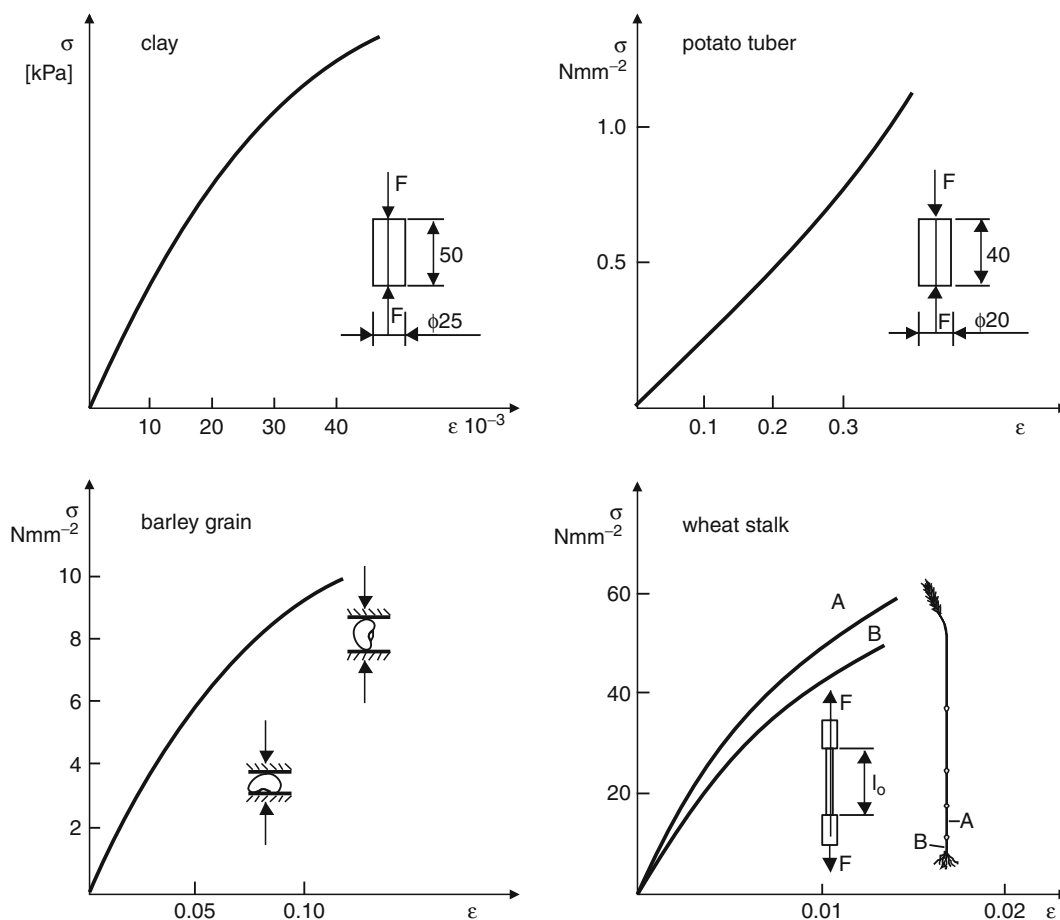 σ
[kPa]
clay
F
50
F
ϕ25
10 20 30 40 ε 10⁻³
σ
Nmm⁻²
potato tuber
1.0
0.5
F
40
F
ϕ20
0.1 0.2 0.3 ε
σ
Nmm⁻²
barley grain
10
8
6
4
2
0.05 0.10 ε
σ
Nmm⁻²
wheat stalk
60
40
20
A
B
F
lo
F
A
B
0.01 0.02 ε